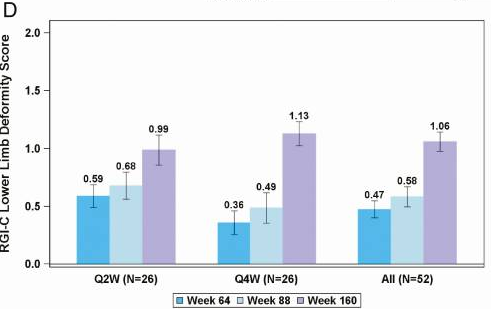 D
RGI-C Lower Limb Deformity Score
2.0
1.5
1.0
0.5
0.0
0.59
0.68
0.99
0.36
0.49
1.13
0.47
0.58
1.06
Q2W (N=26)
Q4W (N=26)
All (N=52)
Week 64 Week 88 Week 160